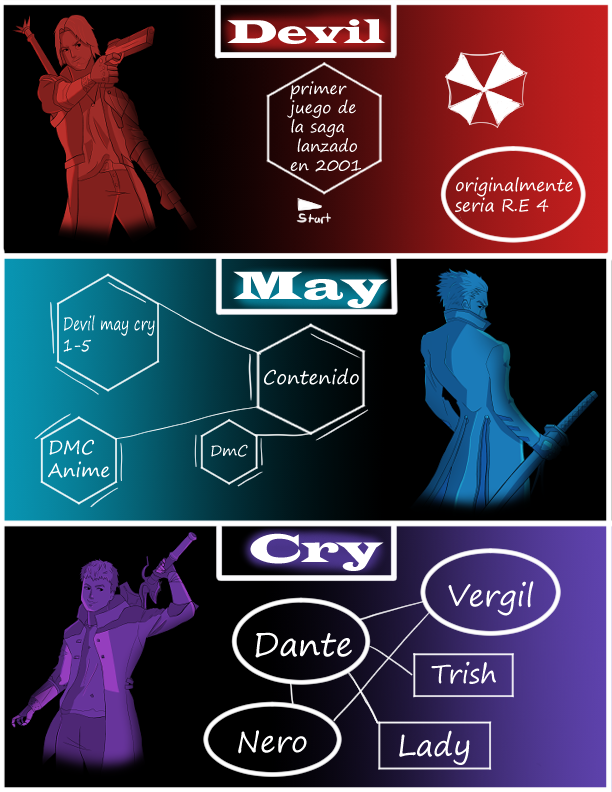 Devil
primer
juego de
la saga
lanzado
en 2001
Start
originalmente
seria R.E 4
May
Devil may cry
1-5
Contenido
DMC
Anime
DmC
Cry
Vergil
Dante
Trish
Nero
Lady